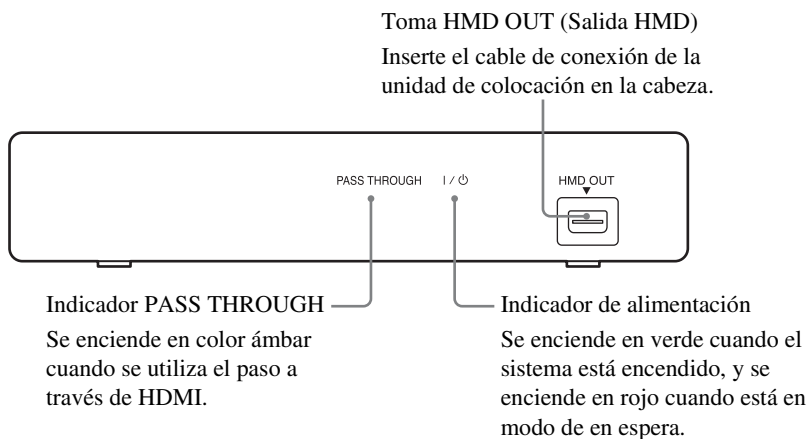 Toma HMD OUT (Salida HMD)
Inserte el cable de conexión de la
unidad de colocación en la cabeza.
PASS THROUGH
I / ⏻
HMD OUT
Indicador PASS THROUGH
Se enciende en color ámbar
cuando se utiliza el paso a
través de HDMI.
Indicador de alimentación
Se enciende en verde cuando el
sistema está encendido, y se
enciende en rojo cuando está en
modo de en espera.